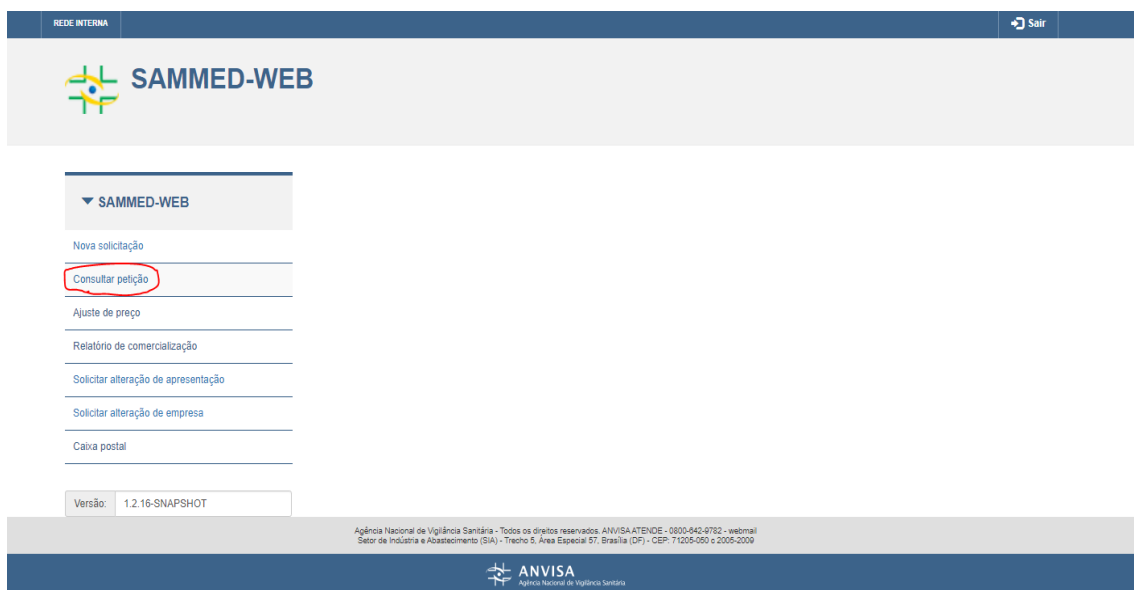 REDE INTERNA
Sair
SAMMED-WEB
SAMMED-WEB
Nova solicitação
Consultar petição
Ajuste de preço
Relatório de comercialização
Solicitar alteração de apresentação
Solicitar alteração de empresa
Caixa postal
Versão: 1.2.16-SNAPSHOT
Agência Nacional de Vigilância Sanitária - Todos os direitos reservados. ANVISA ATENDE - 0800-642-9782 - webmail
Setor de Indústria e Abastecimento (SIA) - Trecho 5, Área Especial 57, Brasília (DF) - CEP: 71205-050 c 2005-2009
ANVISA
Agência Nacional de Vigilância Sanitária